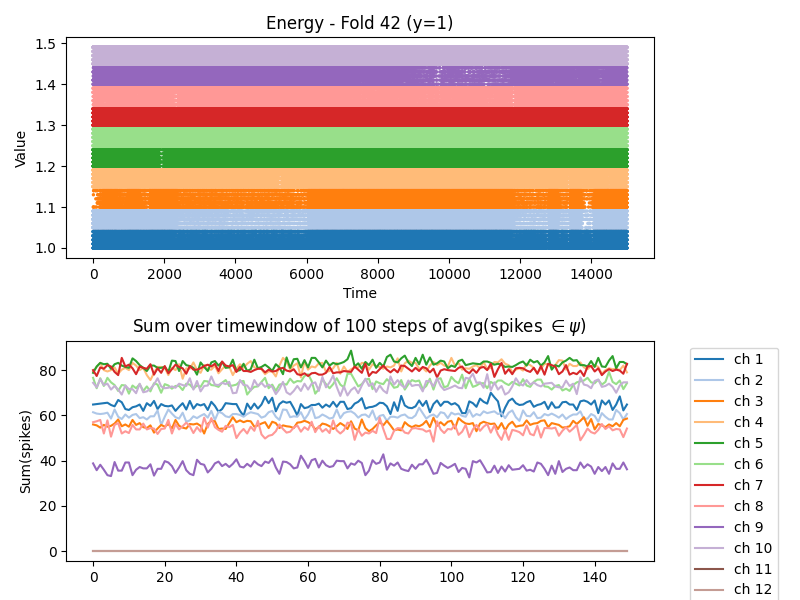 Energy - Fold 42 (y=1)
Value
1.5
1.4
1.3
1.2
1.1
1.0
0 2000 4000 6000 8000 10000 12000 14000
Time
Sum over timewindow of 100 steps of avg(spikes ∈ψ)
Sum(spikes)
80
60
40
20
0
0 20 40 60 80 100 120 140
ch 1
ch 2
ch 3
ch 4
ch 5
ch 6
ch 7
ch 8
ch 9
ch 10
ch 11
ch 12